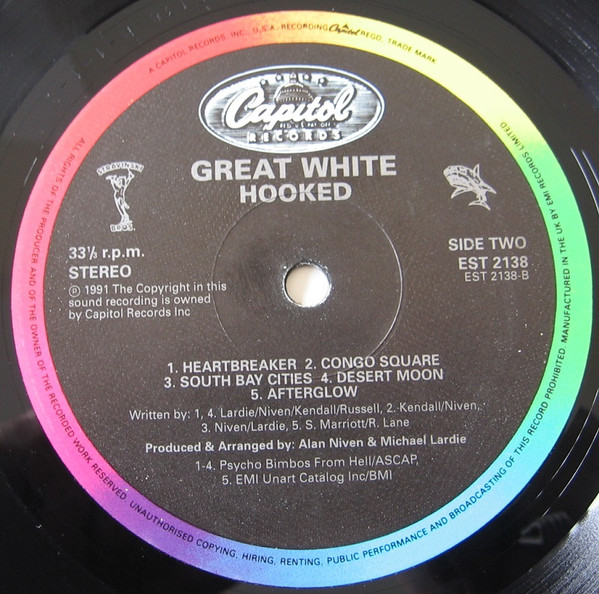 A CAPITOL RECORDS, INC., U.S.A. RECORDING Capitol REGD. TRADE MARK
Capitol
RECORDS
GREAT WHITE
HOOKED
STRAVINSKI
BROS.
33⅓ r.p.m.
STEREO
℗ 1991 The Copyright in this
sound recording is owned
by Capitol Records Inc
SIDE TWO
EST 2138
EST 2138-B
1. HEARTBREAKER 2. CONGO SQUARE
3. SOUTH BAY CITIES 4. DESERT MOON
5. AFTERGLOW
Written by: 1, 4. Lardie/Niven/Kendall/Russell, 2. Kendall/Niven,
3. Niven/Lardie, 5. S. Marriott/R. Lane
Produced & Arranged by: Alan Niven & Michael Lardie
1-4. Psycho Bimbos From Hell/ASCAP,
5. EMI Unart Catalog Inc/BMI
ALL RIGHTS OF THE PRODUCER AND OF THE OWNER OF THE RECORDED WORK RESERVED. UNAUTHORISED COPYING, HIRING, RENTING, PUBLIC PERFORMANCE AND BROADCASTING OF THIS RECORD PROHIBITED. MANUFACTURED IN THE UK BY EMI RECORDS LIMITED